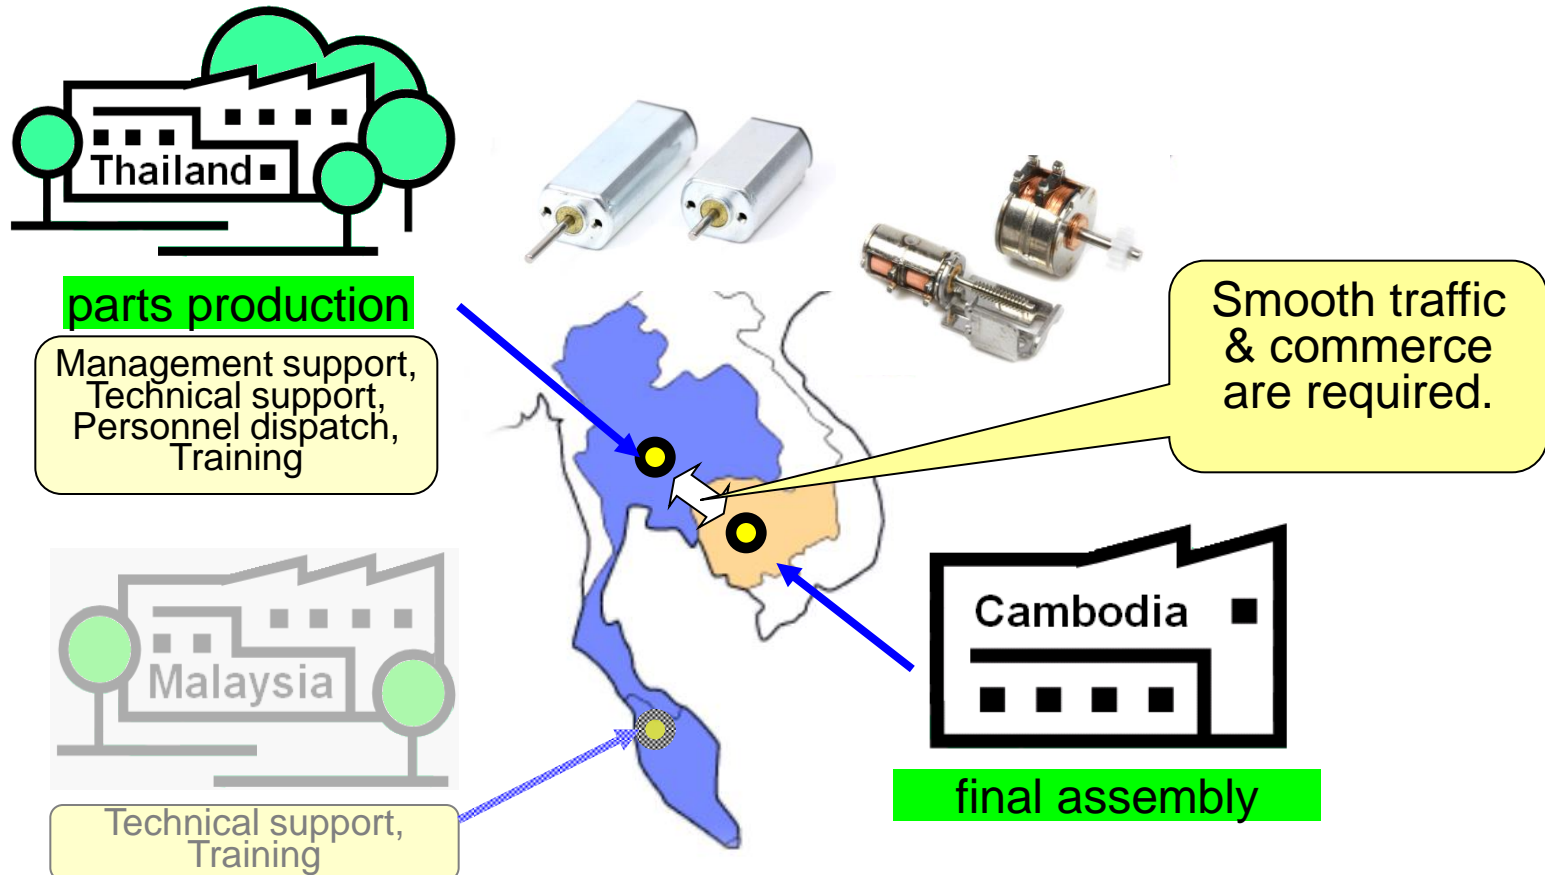 Thailand
parts production
Management support,
Technical support,
Personnel dispatch,
Training
Smooth traffic
& commerce
are required.
Malaysia
Technical support,
Training
Cambodia
final assembly